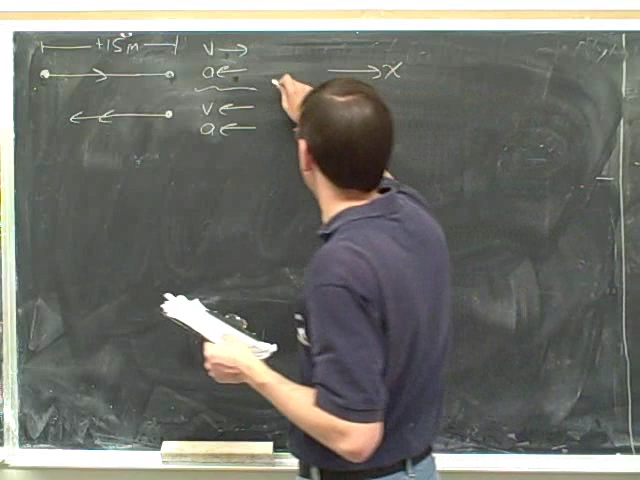 +15 m
v →
a ←
v ←
a ←
→ x